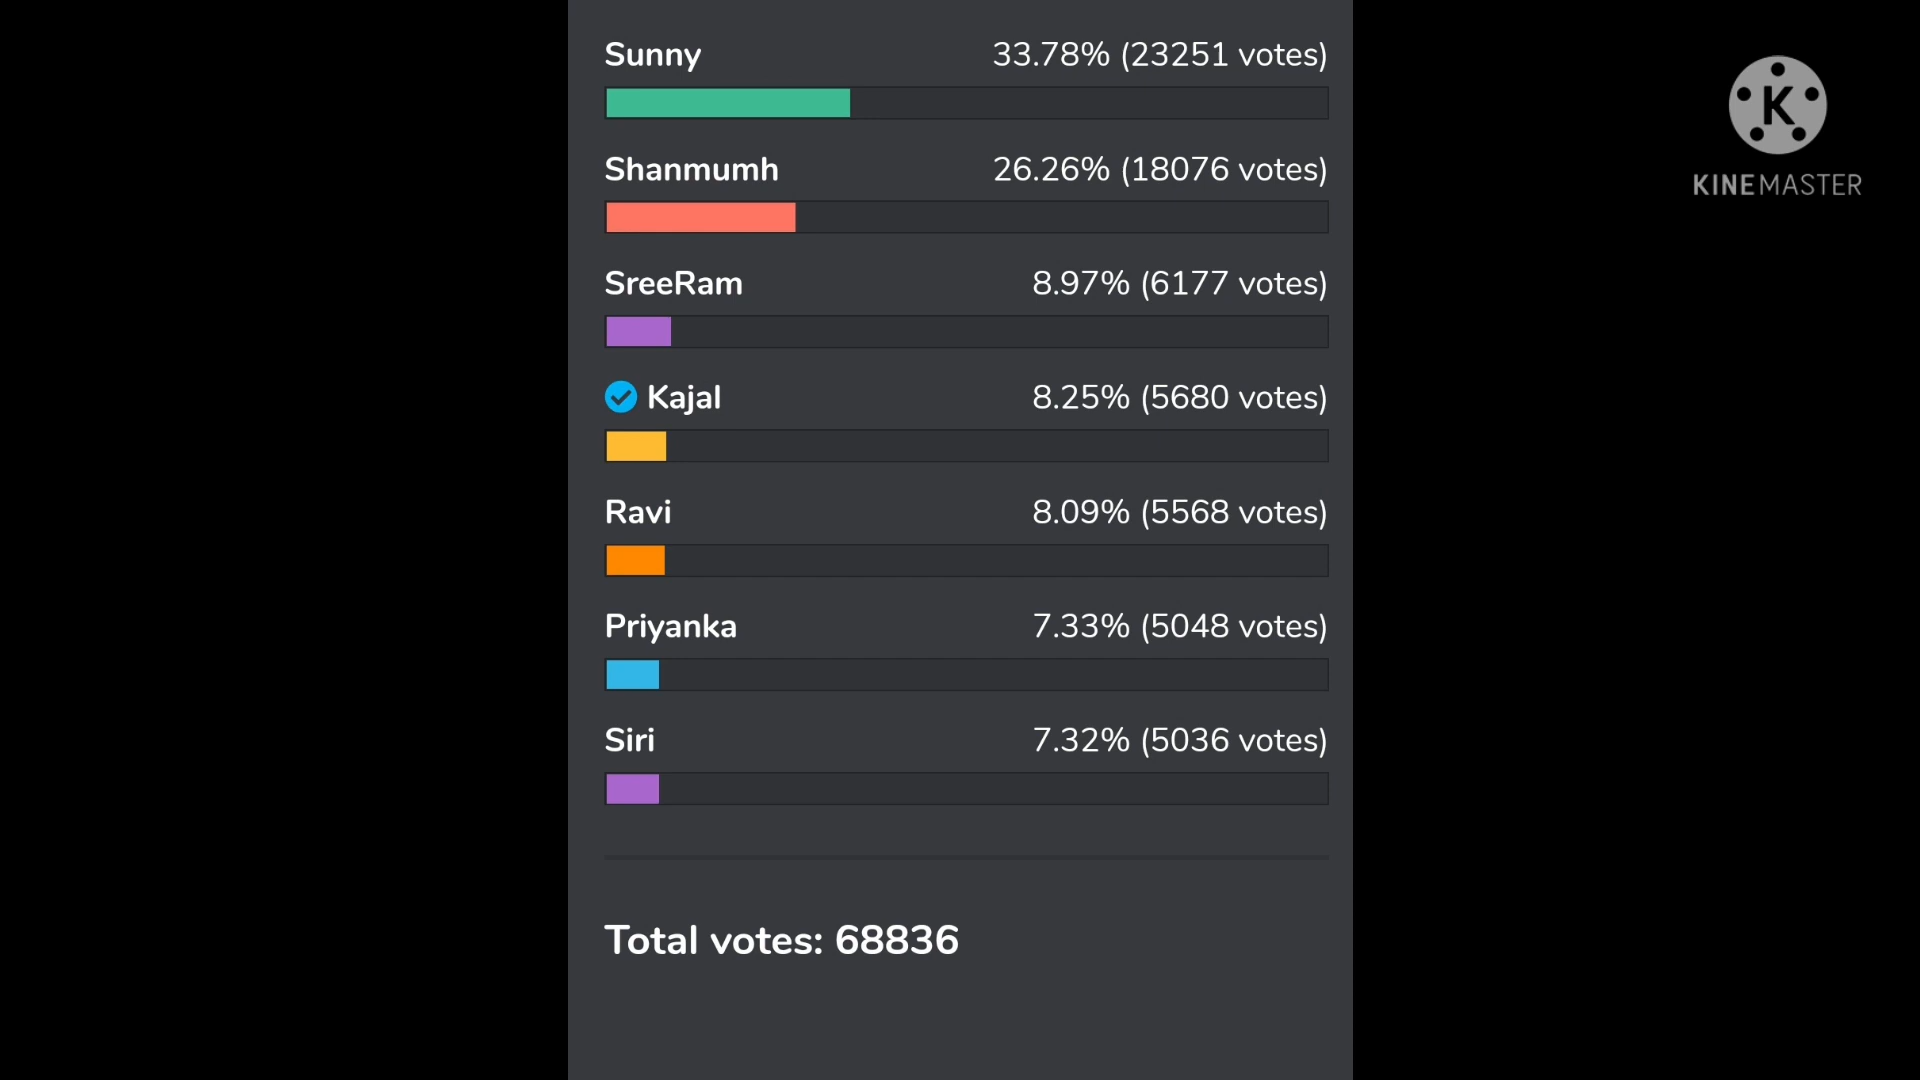 Sunny 33.78% (23251 votes)
Shanmumh 26.26% (18076 votes)
SreeRam 8.97% (6177 votes)
Kajal 8.25% (5680 votes)
Ravi 8.09% (5568 votes)
Priyanka 7.33% (5048 votes)
Siri 7.32% (5036 votes)
Total votes: 68836
K
KINEMASTER